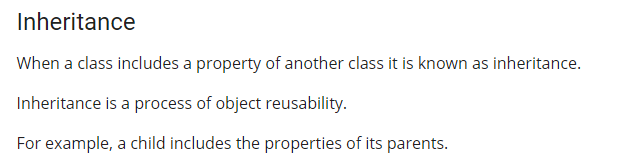 Inheritance
When a class includes a property of another class it is known as inheritance.
Inheritance is a process of object reusability.
For example, a child includes the properties of its parents.